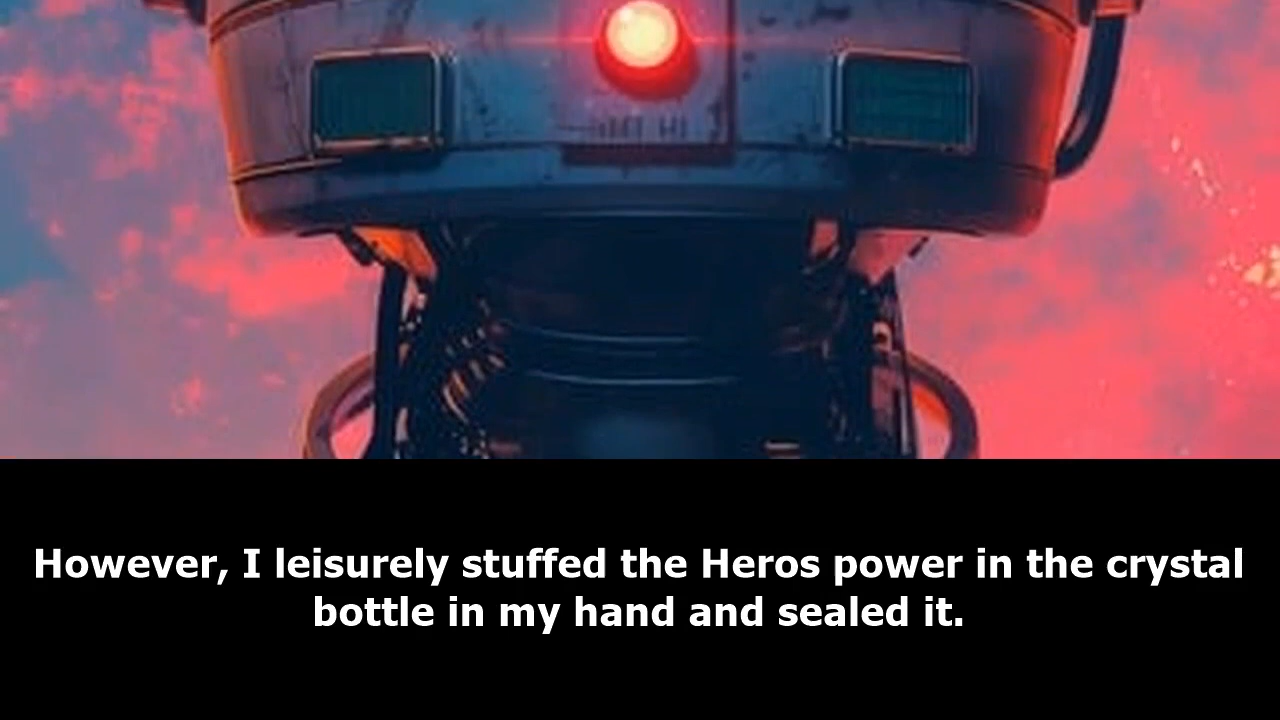 However, I leisurely stuffed the Heros power in the crystal
bottle in my hand and sealed it.